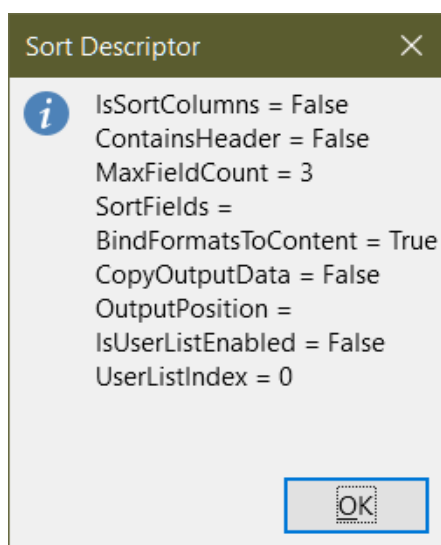 Sort Descriptor
IsSortColumns = False
ContainsHeader = False
MaxFieldCount = 3
SortFields =
BindFormatsToContent = True
CopyOutputData = False
OutputPosition =
IsUserListEnabled = False
UserListIndex = 0
OK